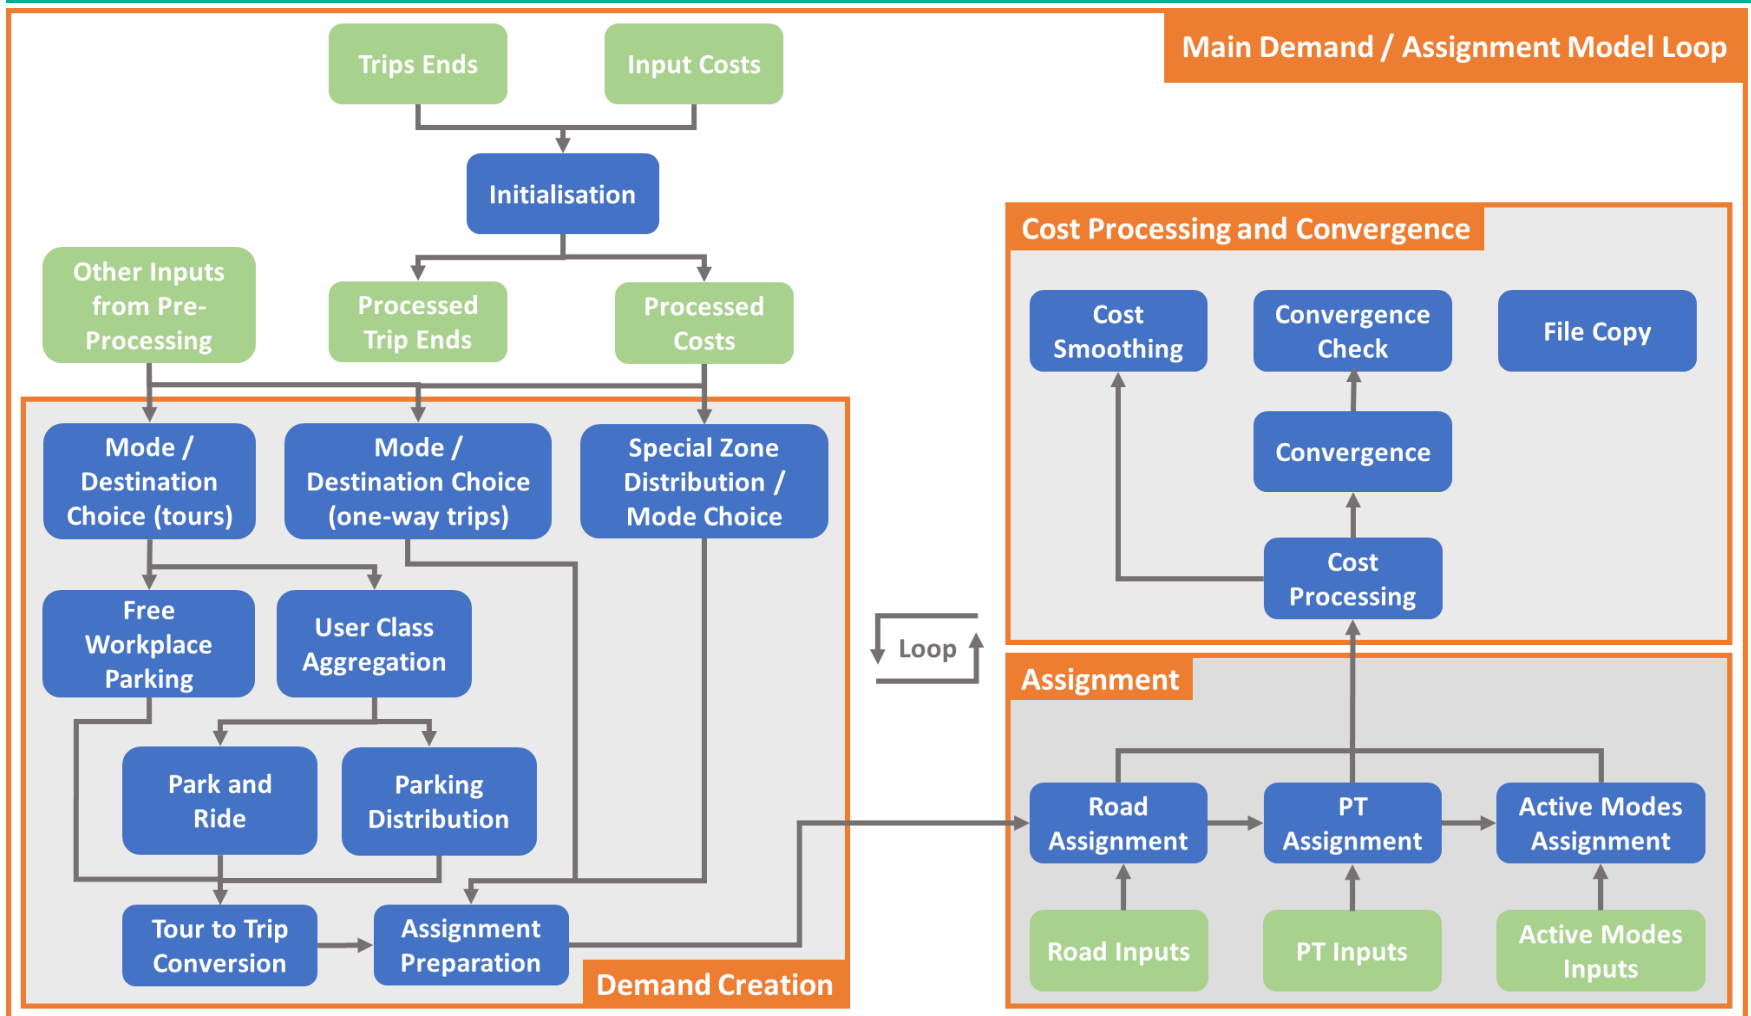 Main Demand / Assignment Model Loop
Trips Ends
Input Costs
Initialisation
Other Inputs
from Pre-
Processing
Processed
Trip Ends
Processed
Costs
Mode /
Destination
Choice (tours)
Mode /
Destination Choice
(one-way trips)
Special Zone
Distribution /
Mode Choice
Free
Workplace
Parking
User Class
Aggregation
Park and
Ride
Parking
Distribution
Tour to Trip
Conversion
Assignment
Preparation
Demand Creation
Loop
Cost Processing and Convergence
Cost
Smoothing
Convergence
Check
File Copy
Convergence
Cost
Processing
Assignment
Road
Assignment
PT
Assignment
Active Modes
Assignment
Road Inputs
PT Inputs
Active Modes
Inputs